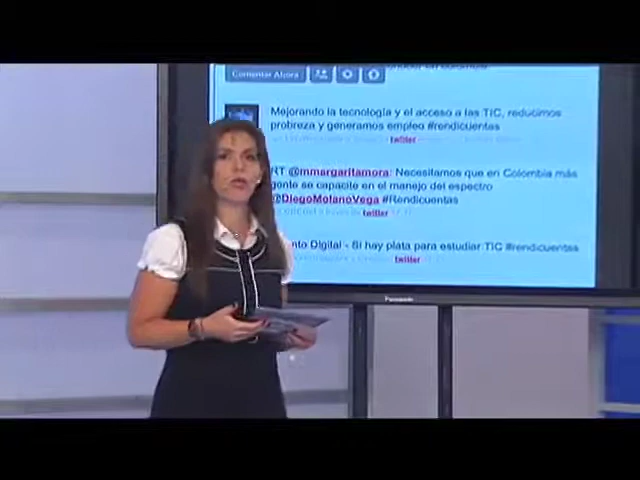 Comentar Ahora
Mejorando la tecnología y el acceso a las TIC, reducimos
probreza y generamos empleo #rendicuentas
twitter
RT @mmargaritamora: Necesitamos que en Colombia más
gente se capacite en el manejo del espectro
@DiegoMolanoVega #Rendicuentas
twitter
nto Digital - Si hay plata para estudiar TIC #rendicuentas
twitter
Panasonic